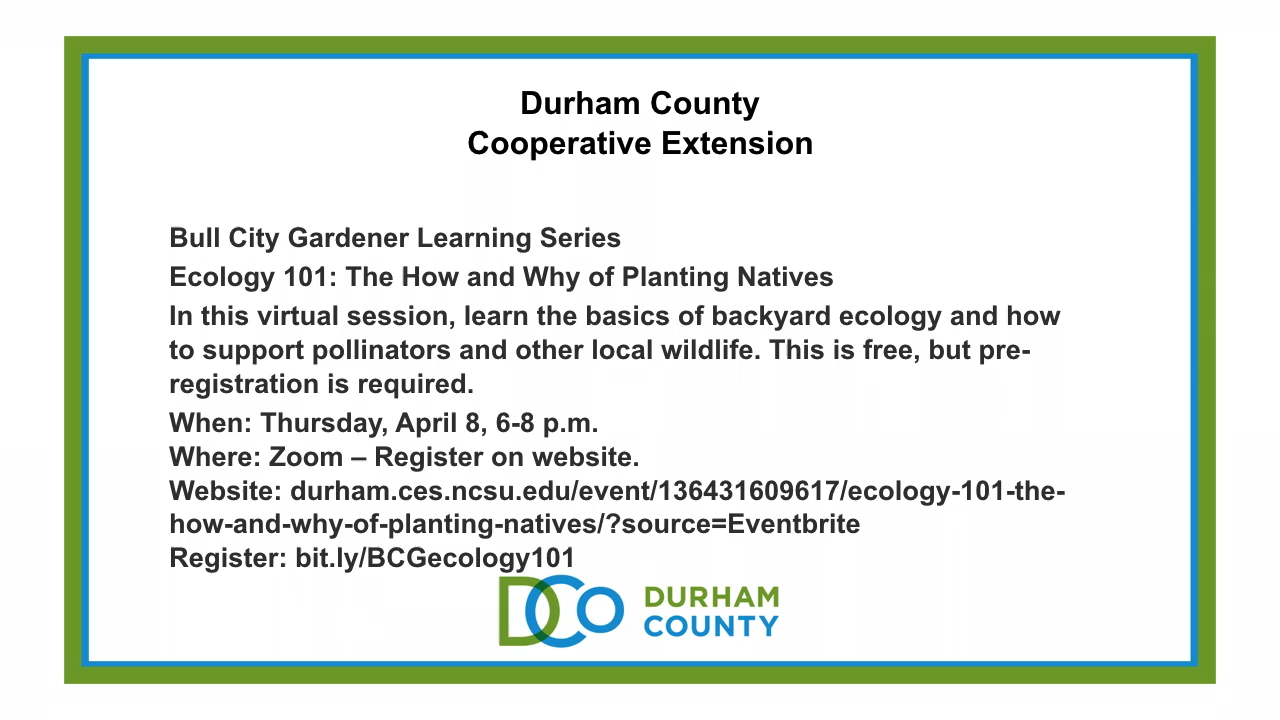 Durham County
Cooperative Extension
Bull City Gardener Learning Series
Ecology 101: The How and Why of Planting Natives
In this virtual session, learn the basics of backyard ecology and how
to support pollinators and other local wildlife. This is free, but pre-
registration is required.
When: Thursday, April 8, 6-8 p.m.
Where: Zoom – Register on website.
Website: durham.ces.ncsu.edu/event/136431609617/ecology-101-the-
how-and-why-of-planting-natives/?source=Eventbrite
Register: bit.ly/BCGecology101
DCO DURHAM
COUNTY